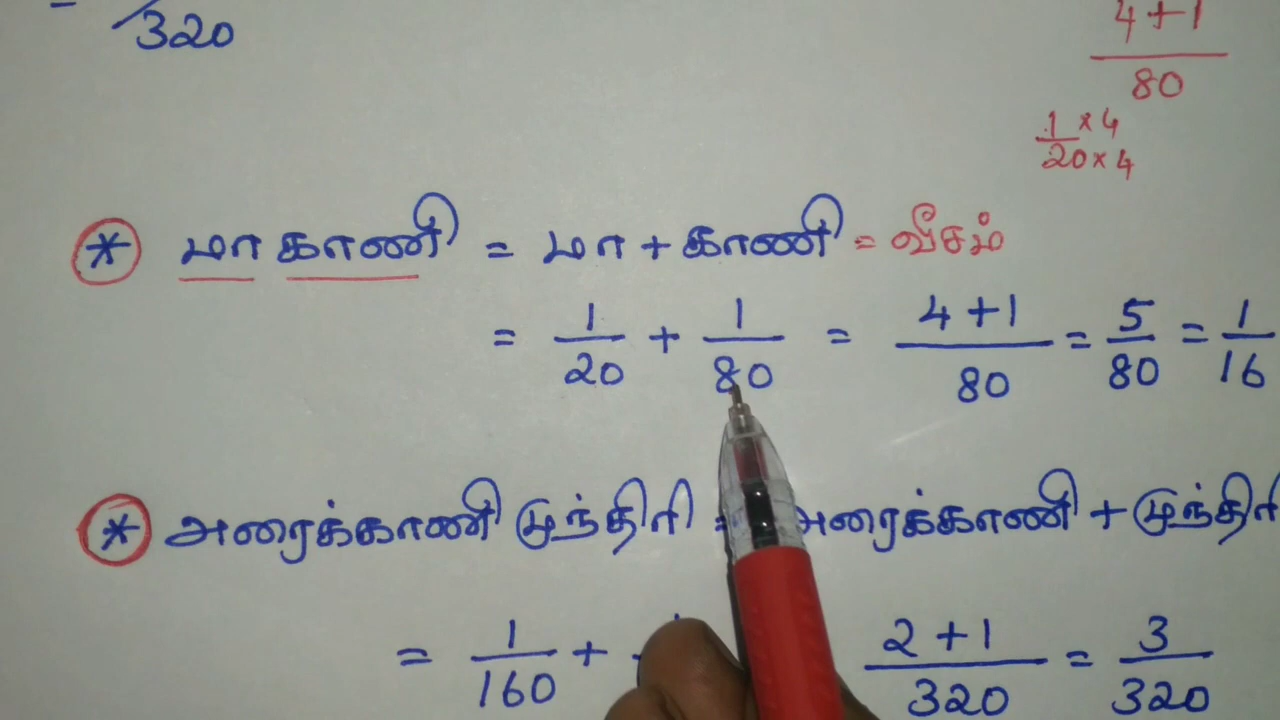 /320
4+1
80
1 × 4
20 × 4
* மா காணி = மா + காணி = வீசம்
= 1/20 + 1/80 = 4+1/80 = 5/80 = 1/16
* அரைக்காணி முந்திரி = அரைக்காணி + முந்திரி
= 1/160 + 2+1/320 = 3/320